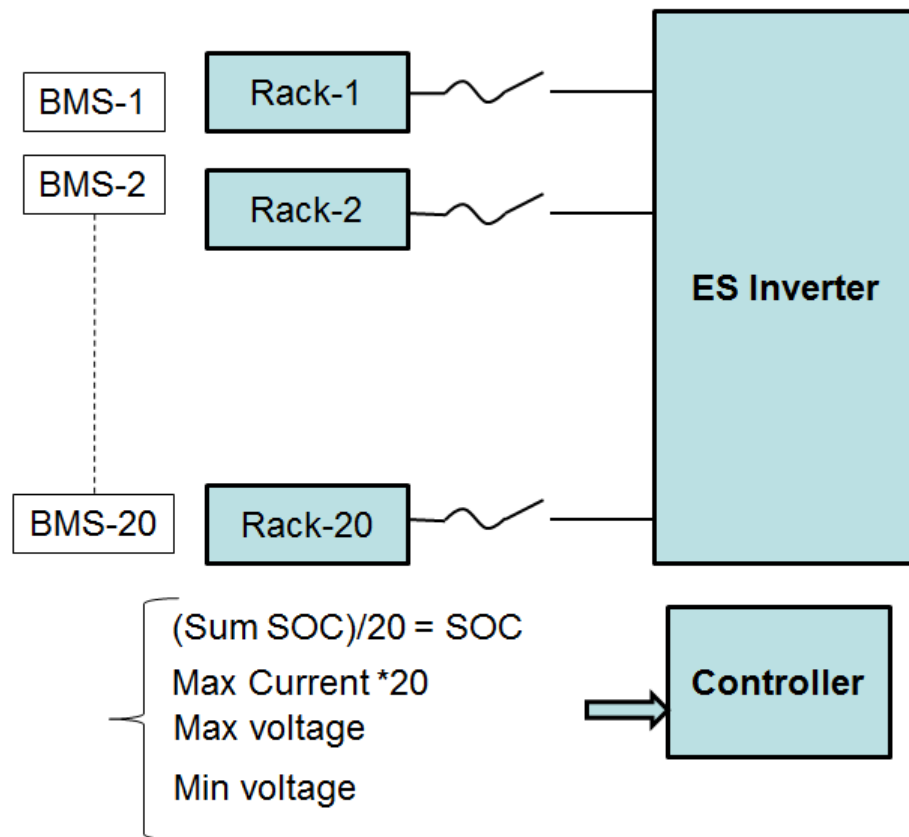 BMS-1
Rack-1
BMS-2
Rack-2
ES Inverter
BMS-20
Rack-20
(Sum SOC)/20 = SOC
Max Current *20
Max voltage
Min voltage
Controller